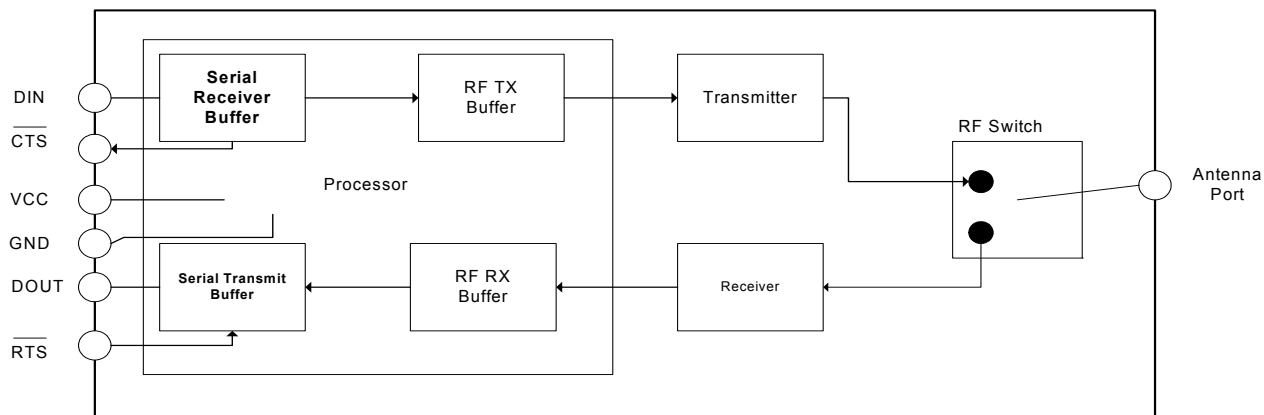 DIN
CTS
VCC
GND
DOUT
RTS
Serial
Receiver
Buffer
RF TX
Buffer
Transmitter
RF Switch
Antenna
Port
Processor
Serial Transmit
Buffer
RF RX
Buffer
Receiver